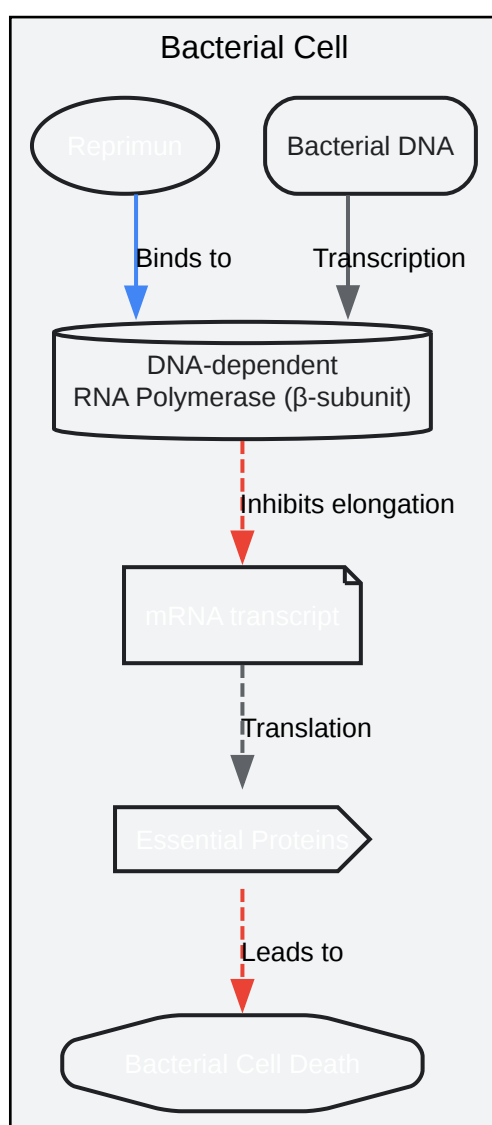 Bacterial Cell
Reprimun
Bacterial DNA
Binds to
Transcription
DNA-dependent
RNA Polymerase (β-subunit)
Inhibits elongation
mRNA transcript
Translation
Essential Proteins
Leads to
Bacterial Cell Death